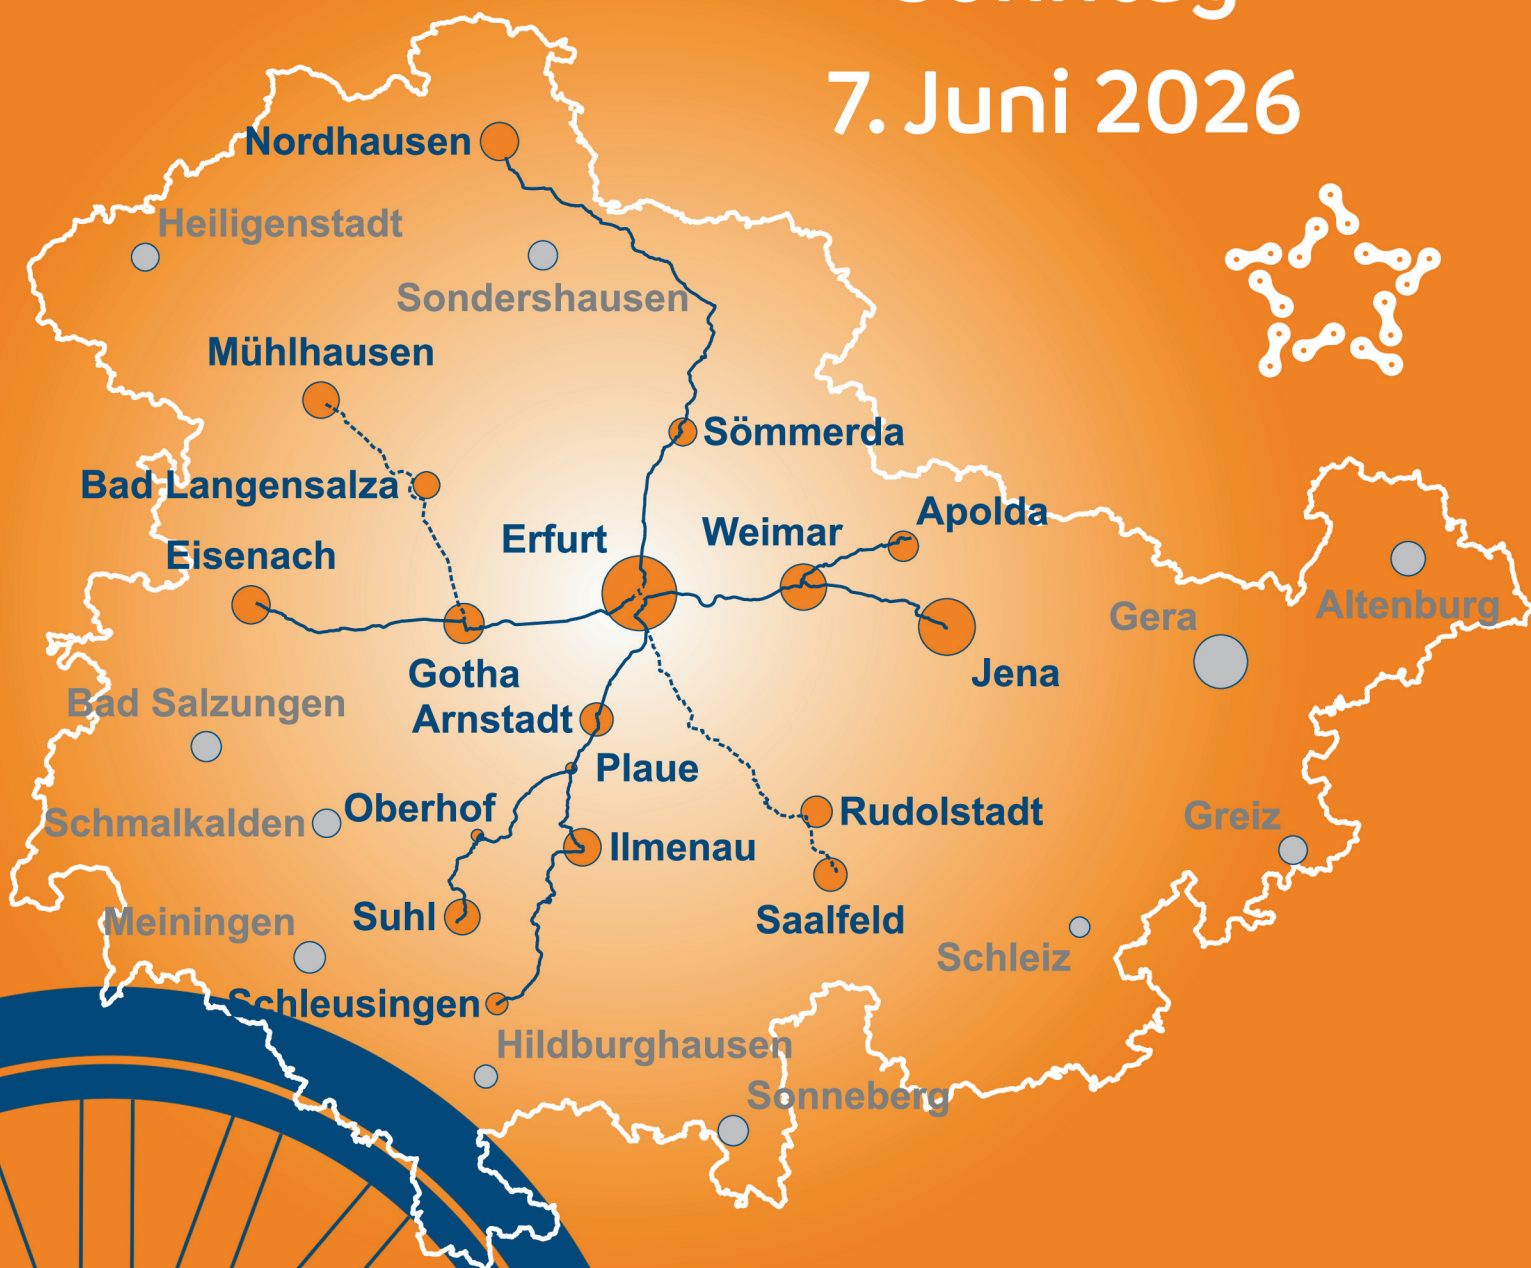 7. Juni 2026
Nordhausen
Heiligenstadt
Sondershausen
Mühlhausen
Sömmerda
Bad Langensalza
Apolda
Weimar
Erfurt
Eisenach
Altenburg
Gera
Gotha
Jena
Bad Salzungen
Arnstadt
Plaue
Oberhof
Rudolstadt
Schmalkalden
Greiz
Ilmenau
Suhl
Saalfeld
Meiningen
Schleiz
Schleusingen
Hildburghausen
Sonneberg